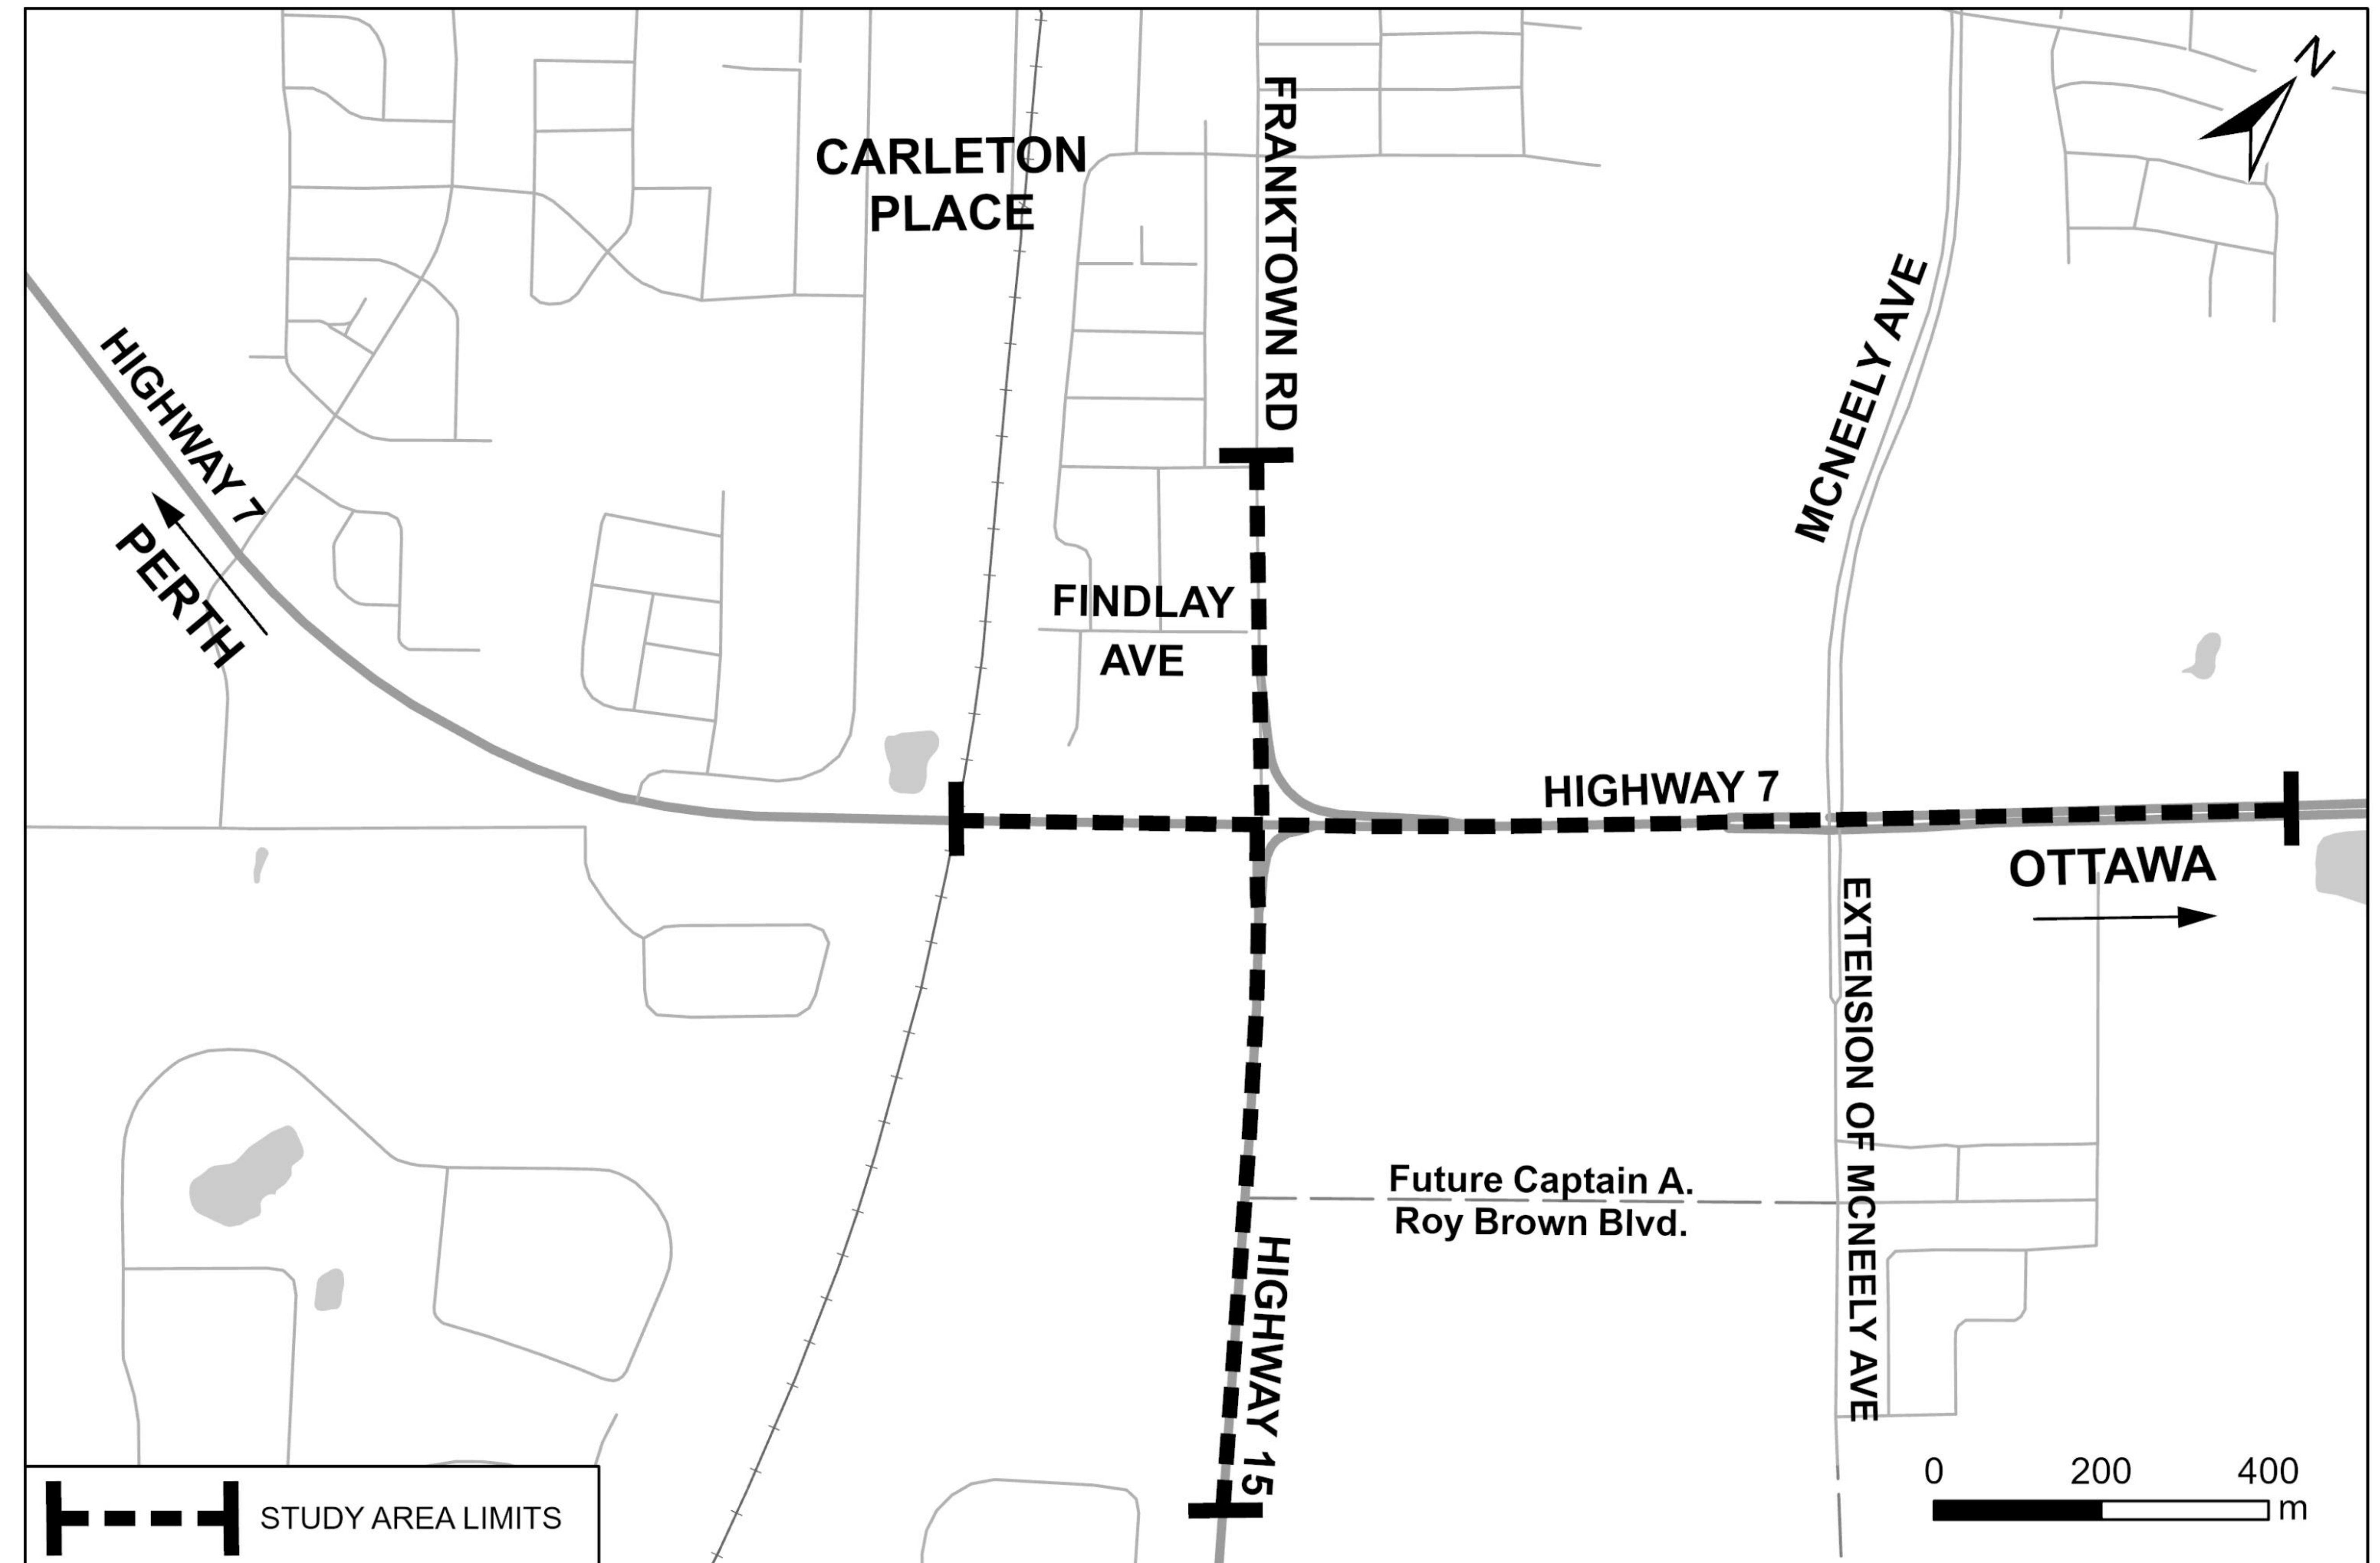 N
CARLETON
PLACE
FRANKTOWN RD
MCNEELY AVE
HIGHWAY 7
PERTH
FINDLAY
AVE
HIGHWAY 7
OTTAWA
EXTENSION OF MCNEELY AVE
Future Captain A.
Roy Brown Blvd.
HIGHWAY 15
0 200 400
m
STUDY AREA LIMITS